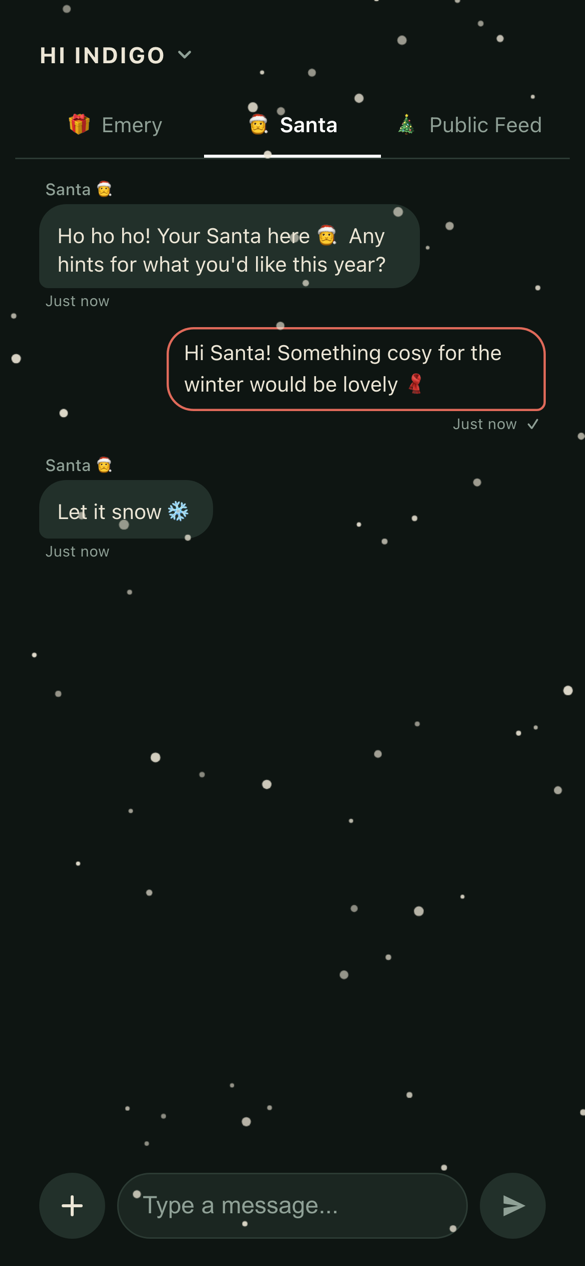 HI INDIGO
🎁 Emery 🎅 Santa 🎄 Public Feed
Santa 🎅
Ho ho ho! Your Santa here 🎅 Any
hints for what you'd like this year?
Just now
Hi Santa! Something cosy for the
winter would be lovely 🧣
Just now ✓
Santa 🎅
Let it snow ❄️
Just now
Type a message...